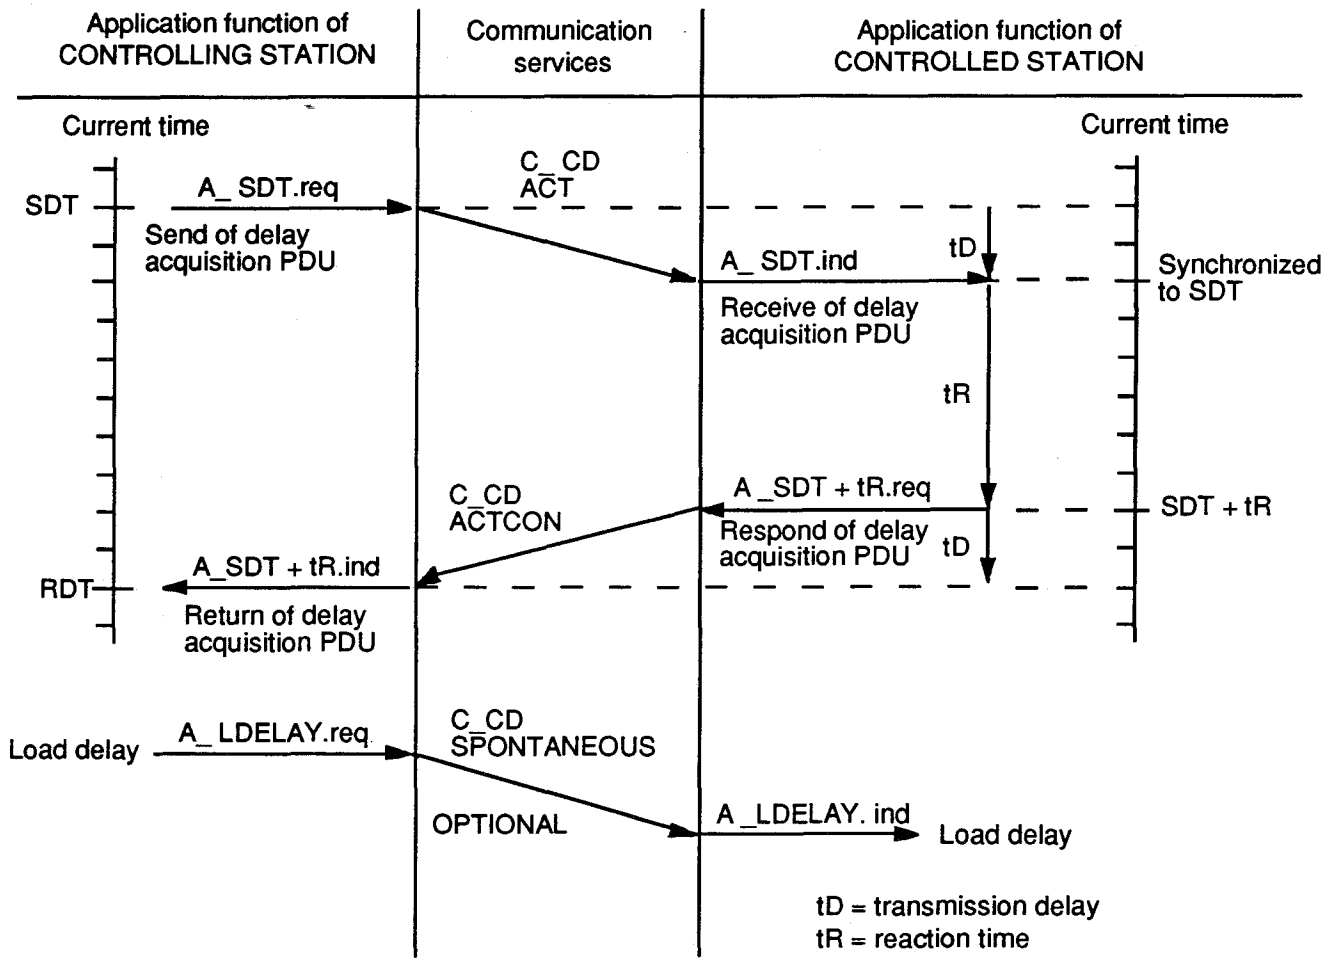 Application function of
CONTROLLING STATION
Communication
services
Application function of
CONTROLLED STATION
Current time
Current time
C_ CD
ACT
A_ SDT.req
SDT
Send of delay
acquisition PDU
tD
A_ SDT.ind
Synchronized
to SDT
Receive of delay
acquisition PDU
tR
C_CD
ACTCON
A_SDT + tR.req
SDT + tR
Respond of delay
acquisition PDU
tD
A_SDT + tR.ind
RDT
Return of delay
acquisition PDU
C_CD
SPONTANEOUS
A_ LDELAY.req
Load delay
OPTIONAL
A_LDELAY. ind
Load delay
tD = transmission delay
tR = reaction time